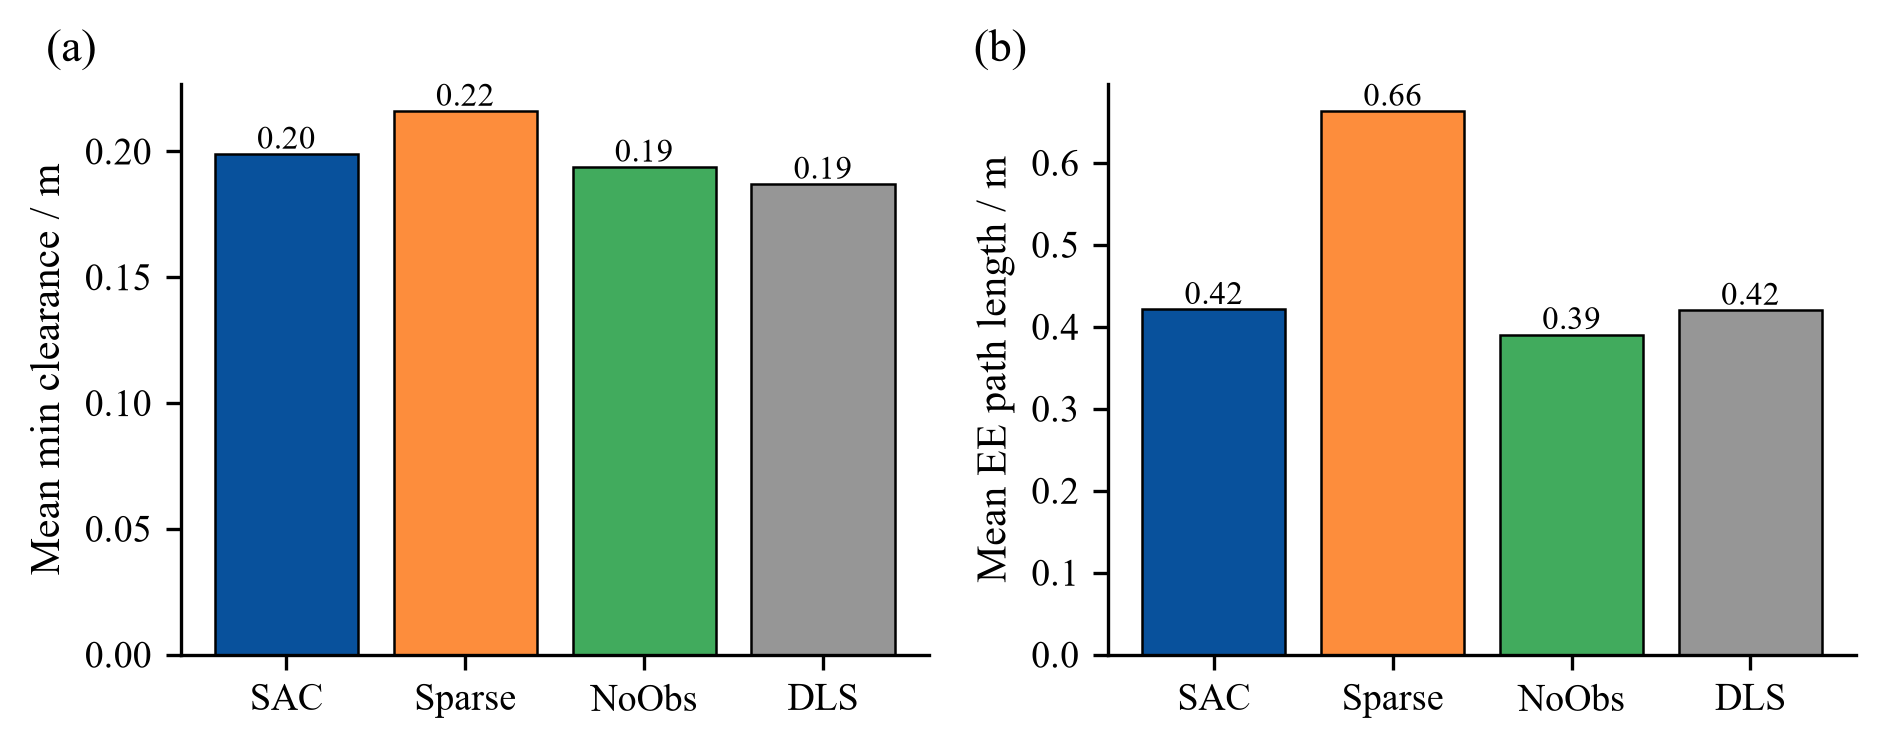 (a)
Mean min clearance / m
0.20
0.15
0.10
0.05
0.00
0.20
0.22
0.19
0.19
SAC
Sparse
NoObs
DLS
(b)
Mean EE path length / m
0.6
0.5
0.4
0.3
0.2
0.1
0.0
0.42
0.66
0.39
0.42
SAC
Sparse
NoObs
DLS